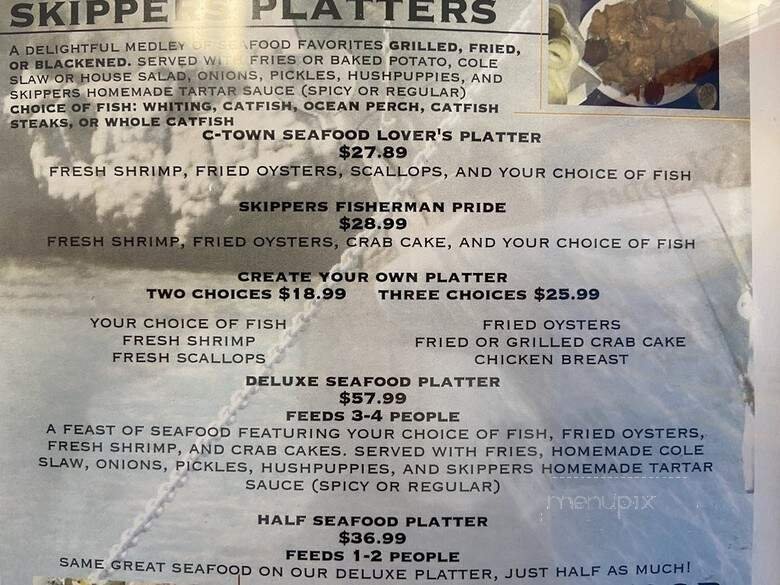 SKIPPERS PLATTERS
A DELIGHTFUL MEDLEY OF SEAFOOD FAVORITES GRILLED, FRIED,
OR BLACKENED. SERVED WITH FRIES OR BAKED POTATO, COLE
SLAW OR HOUSE SALAD, ONIONS, PICKLES, HUSHPUPPIES, AND
SKIPPERS HOMEMADE TARTAR SAUCE (SPICY OR REGULAR)
CHOICE OF FISH: WHITING, CATFISH, OCEAN PERCH, CATFISH
STEAKS, OR WHOLE CATFISH
C-TOWN SEAFOOD LOVER'S PLATTER
$27.89
FRESH SHRIMP, FRIED OYSTERS, SCALLOPS, AND YOUR CHOICE OF FISH
SKIPPERS FISHERMAN PRIDE
$28.99
FRESH SHRIMP, FRIED OYSTERS, CRAB CAKE, AND YOUR CHOICE OF FISH
CREATE YOUR OWN PLATTER
TWO CHOICES $18.99 THREE CHOICES $25.99
YOUR CHOICE OF FISH
FRESH SHRIMP
FRESH SCALLOPS
FRIED OYSTERS
FRIED OR GRILLED CRAB CAKE
CHICKEN BREAST
DELUXE SEAFOOD PLATTER
$57.99
FEEDS 3-4 PEOPLE
A FEAST OF SEAFOOD FEATURING YOUR CHOICE OF FISH, FRIED OYSTERS,
FRESH SHRIMP, AND CRAB CAKES. SERVED WITH FRIES, HOMEMADE COLE
SLAW, ONIONS, PICKLES, HUSHPUPPIES, AND SKIPPERS HOMEMADE TARTAR
SAUCE (SPICY OR REGULAR)
menupix
HALF SEAFOOD PLATTER
$36.99
FEEDS 1-2 PEOPLE
SAME GREAT SEAFOOD ON OUR DELUXE PLATTER, JUST HALF AS MUCH!